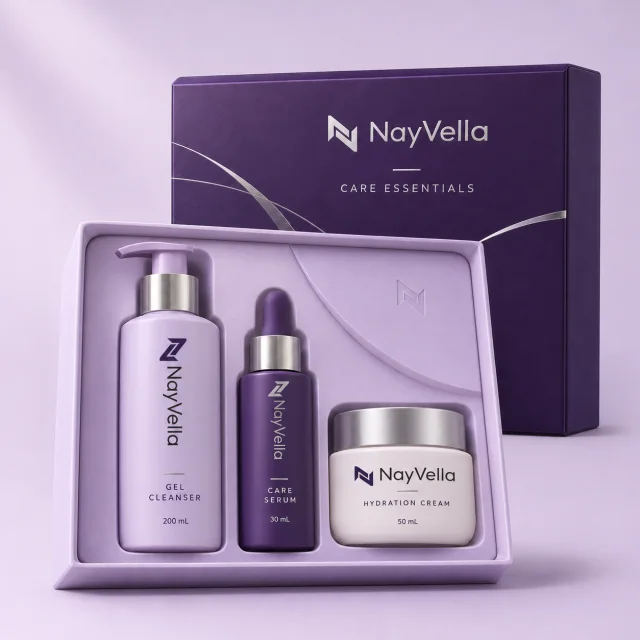 NayVella
CARE ESSENTIALS
NayVella
GEL
CLEANSER
200 mL
NayVella
CARE
SERUM
30 mL
NayVella
HYDRATION CREAM
50 mL